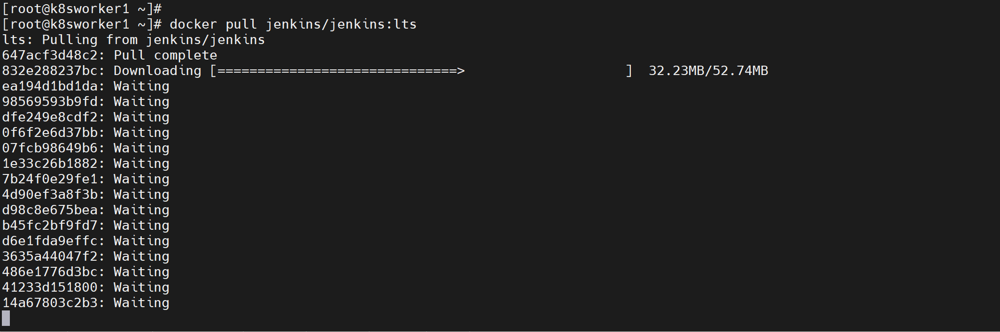 [root@k8sworker1 ~]#
[root@k8sworker1 ~]# docker pull jenkins/jenkins:lts
lts: Pulling from jenkins/jenkins
647acf3d48c2: Pull complete
832e288237bc: Downloading [==============================>                    ]  32.23MB/52.74MB
ea194d1bd1da: Waiting
98569593b9fd: Waiting
dfe249e8cdf2: Waiting
0f6f2e6d37bb: Waiting
07fcb98649b6: Waiting
1e33c26b1882: Waiting
7b24f0e29fe1: Waiting
4d90ef3a8f3b: Waiting
d98c8e675bea: Waiting
b45fc2bf9fd7: Waiting
d6e1fda9effc: Waiting
3635a44047f2: Waiting
486e1776d3bc: Waiting
41233d151800: Waiting
14a67803c2b3: Waiting